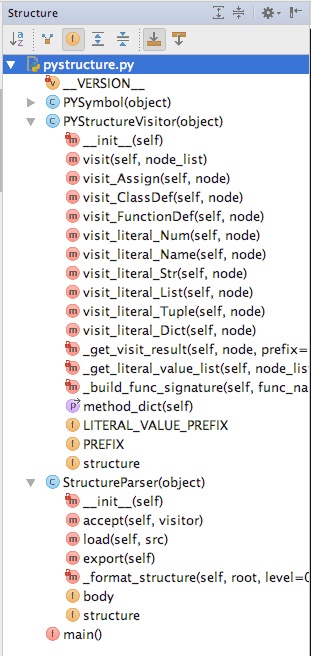 Structure
pystructure.py
__VERSION__
PYSymbol(object)
PYStructureVisitor(object)
__init__(self)
visit(self, node_list)
visit_Assign(self, node)
visit_ClassDef(self, node)
visit_FunctionDef(self, node)
visit_literal_Num(self, node)
visit_literal_Name(self, node)
visit_literal_Str(self, node)
visit_literal_List(self, node)
visit_literal_Tuple(self, node)
visit_literal_Dict(self, node)
_get_visit_result(self, node, prefix=
_get_literal_value_list(self, node_lis
_build_func_signature(self, func_na
method_dict(self)
LITERAL_VALUE_PREFIX
PREFIX
structure
StructureParser(object)
__init__(self)
accept(self, visitor)
load(self, src)
export(self)
_format_structure(self, root, level=0
body
structure
main()